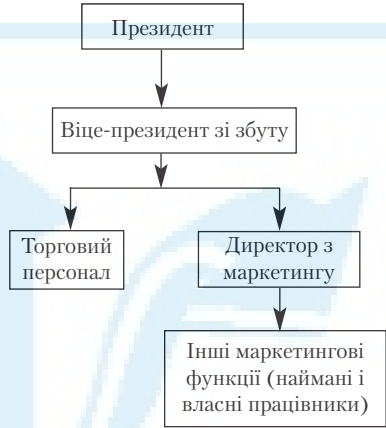 Президент
Віце-президент зі збуту
Торговий
персонал
Директор з
маркетингу
Інші маркетингові
функції (наймані і
власні працівники)